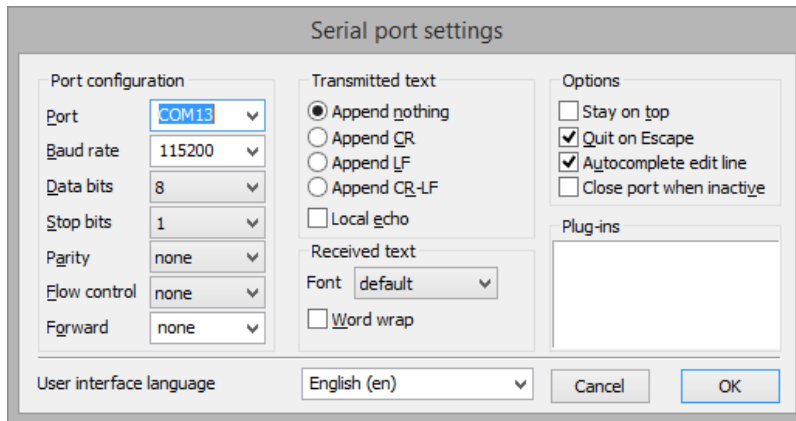 Serial port settings
Port configuration
Port COM13
Baud rate 115200
Data bits 8
Stop bits 1
Parity none
Flow control none
Forward none
Transmitted text
Append nothing
Append CR
Append LF
Append CR-LF
Local echo
Received text
Font default
Word wrap
Options
Stay on top
Quit on Escape
Autocomplete edit line
Close port when inactive
Plug-ins
User interface language English (en) Cancel OK